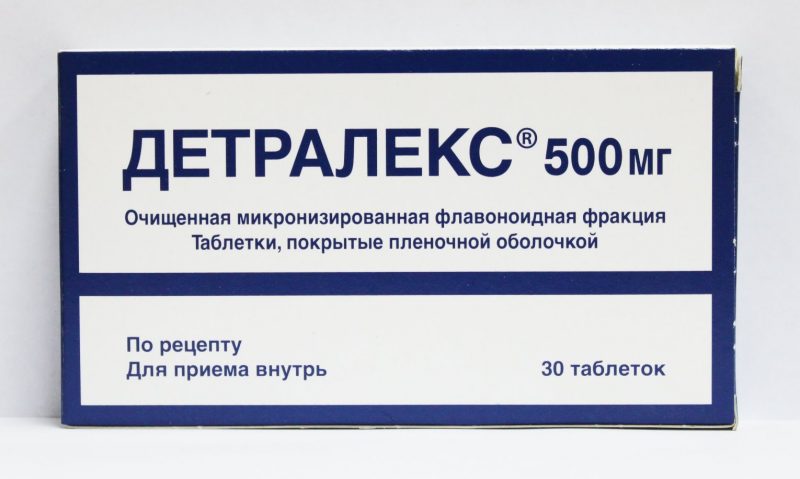 ДЕТРАЛЕКС® 500 мг
Очищенная микронизированная флавоноидная фракция
Таблетки, покрытые пленочной оболочкой
По рецепту
Для приема внутрь
30 таблеток